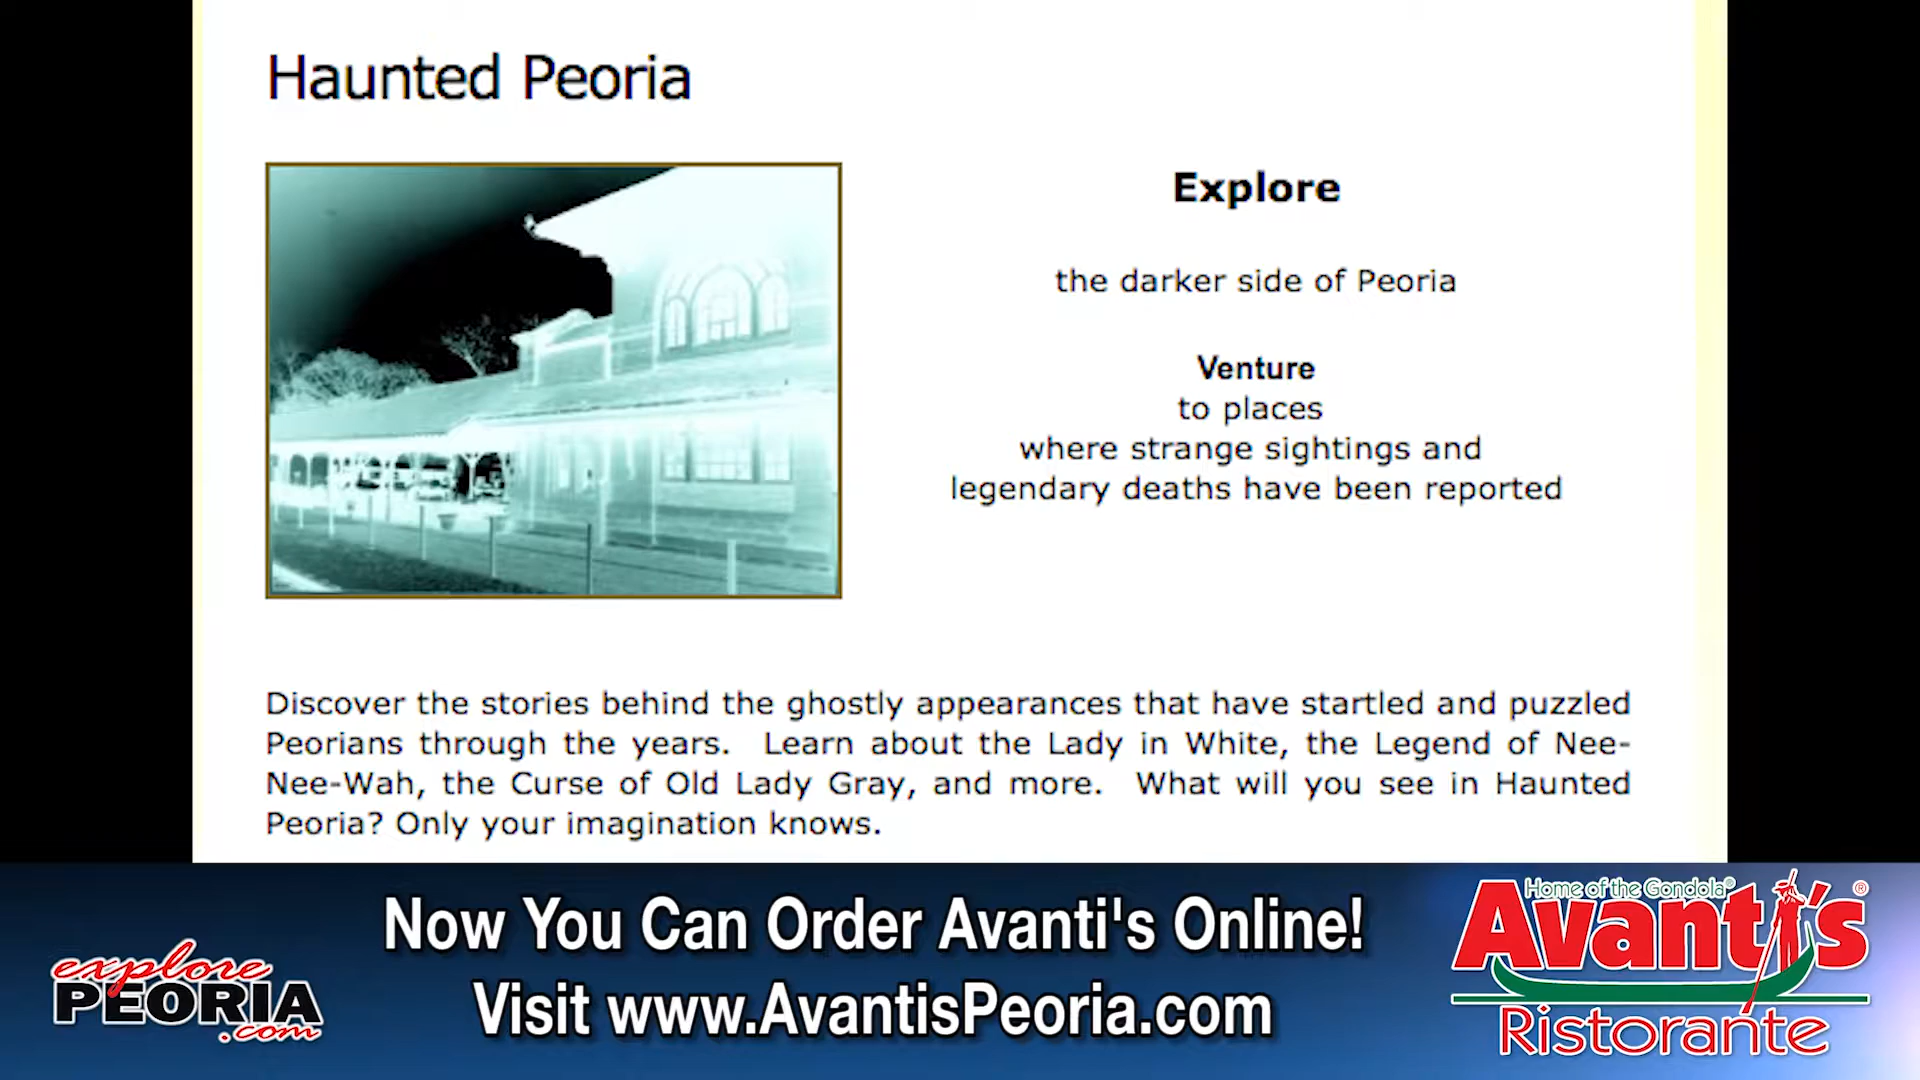 Haunted Peoria
Explore
the darker side of Peoria
Venture
to places
where strange sightings and
legendary deaths have been reported
Discover the stories behind the ghostly appearances that have startled and puzzled
Peorians through the years. Learn about the Lady in White, the Legend of Nee-
Nee-Wah, the Curse of Old Lady Gray, and more. What will you see in Haunted
Peoria? Only your imagination knows.
Now You Can Order Avanti's Online!
Visit www.AvantisPeoria.com
explore
PEORIA
.com
Home of the Gondola®
Avanti's®
Ristorante